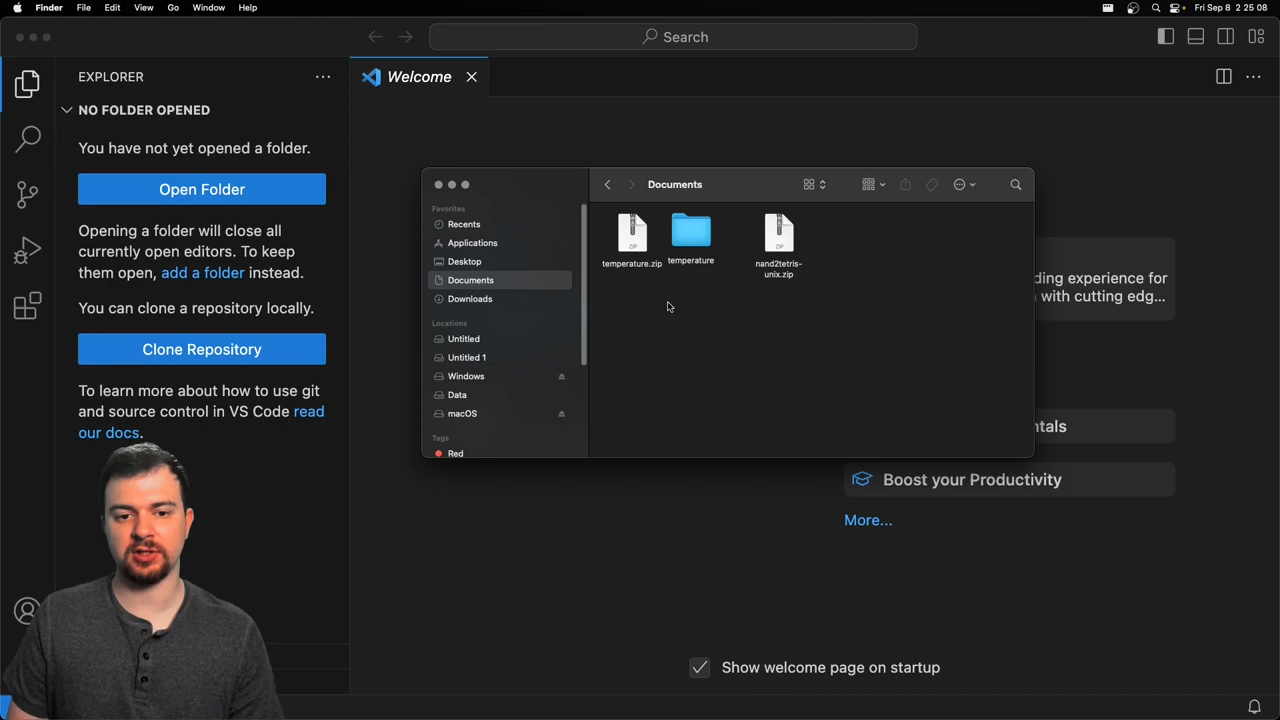 Finder File Edit View Go Window Help
Fri Sep 8 2 25 08
Search
EXPLORER
Welcome
NO FOLDER OPENED
You have not yet opened a folder.
Open Folder
Opening a folder will close all
currently open editors. To keep
them open, add a folder instead.
You can clone a repository locally.
Clone Repository
To learn more about how to use git
and source control in VS Code read
our docs.
Documents
Favorites
Recents
Applications
Desktop
Documents
Downloads
Locations
Untitled
Untitled 1
Windows
Data
macOS
Tags
Red
ZIP
temperature.zip
temperature
ZIP
nand2tetris-
unix.zip
ding experience for
with cutting edg...
ntals
Boost your Productivity
More...
Show welcome page on startup